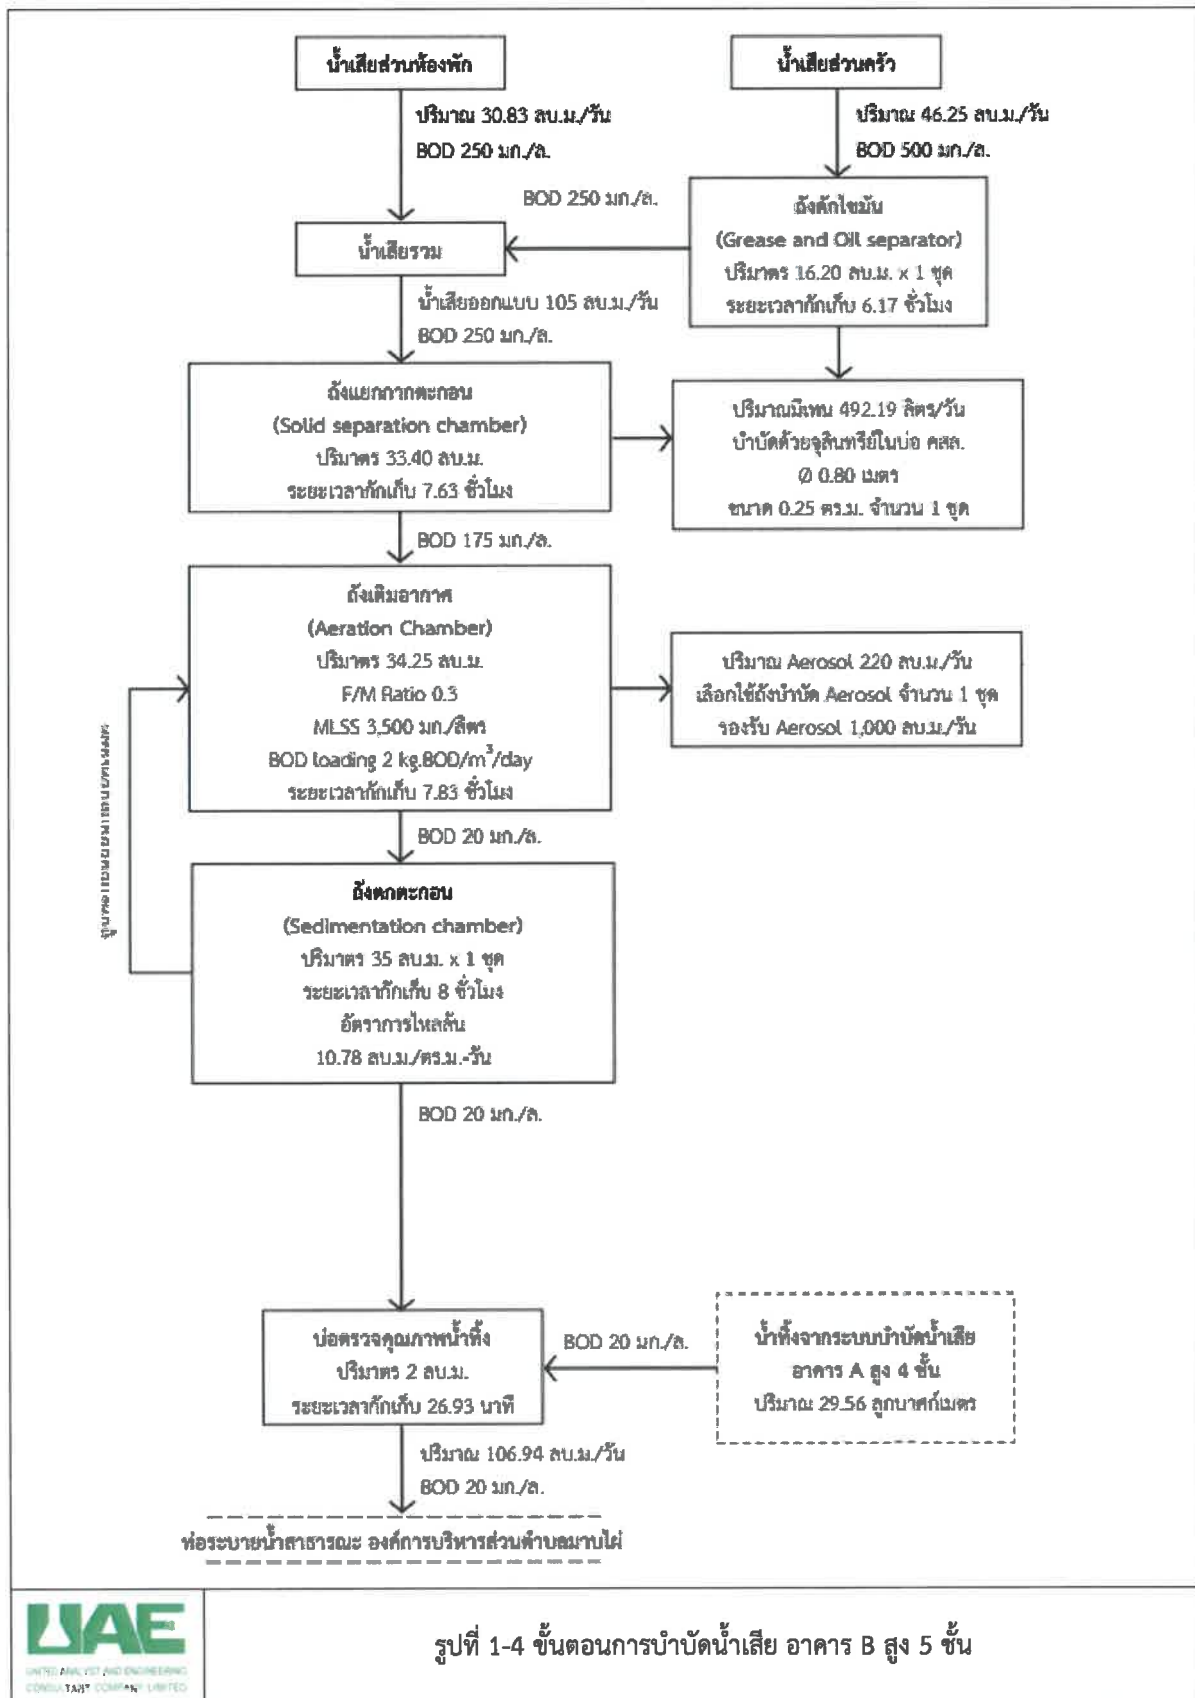 น้ำเสียส่วนห้องพัก
น้ำเสียส่วนครัว
ปริมาณ 30.83 ลบ.ม./วัน
BOD 250 มก./ล.
ปริมาณ 46.25 ลบ.ม./วัน
BOD 500 มก./ล.
BOD 250 มก./ล.
ถังดักไขมัน
(Grease and Oil separator)
ปริมาตร 16.20 ลบ.ม. x 1 ชุด
ระยะเวลากักเก็บ 6.17 ชั่วโมง
น้ำเสียรวม
น้ำเสียออกแบบ 105 ลบ.ม./วัน
BOD 250 มก./ล.
ถังแยกกากตะกอน
(Solid separation chamber)
ปริมาตร 33.40 ลบ.ม.
ระยะเวลากักเก็บ 7.63 ชั่วโมง
ปริมาณมีเทน 492.19 ลิตร/วัน
บำบัดด้วยจุลินทรีย์ในบ่อ คสล.
Ø 0.80 เมตร
ขนาด 0.25 ตร.ม. จำนวน 1 ชุด
BOD 175 มก./ล.
ถังเติมอากาศ
(Aeration Chamber)
ปริมาตร 34.25 ลบ.ม.
F/M Ratio 0.3
MLSS 3,500 มก./ลิตร
BOD loading 2 kg.BOD/m³/day
ระยะเวลากักเก็บ 7.83 ชั่วโมง
ปริมาณ Aerosol 220 ลบ.ม./วัน
เลือกใช้ถังบำบัด Aerosol จำนวน 1 ชุด
รองรับ Aerosol 1,000 ลบ.ม./วัน
BOD 20 มก./ล.
ถังตกตะกอน
(Sedimentation chamber)
ปริมาตร 35 ลบ.ม. x 1 ชุด
ระยะเวลากักเก็บ 8 ชั่วโมง
อัตราการไหลล้น
10.78 ลบ.ม./ตร.ม.-วัน
BOD 20 มก./ล.
บ่อตรวจคุณภาพน้ำทิ้ง
ปริมาตร 2 ลบ.ม.
ระยะเวลากักเก็บ 26.93 นาที
BOD 20 มก./ล.
น้ำทิ้งจากระบบบำบัดน้ำเสีย
อาคาร A สูง 4 ชั้น
ปริมาณ 29.56 ลูกบาศก์เมตร
ปริมาณ 106.94 ลบ.ม./วัน
BOD 20 มก./ล.
ท่อระบายน้ำสาธารณะ องค์การบริหารส่วนตำบลมาบไผ่
UAE
UNITED ANALYST AND ENGINEERING
CONSULTANT COMPANY LIMITED
รูปที่ 1-4 ขั้นตอนการบำบัดน้ำเสีย อาคาร B สูง 5 ชั้น